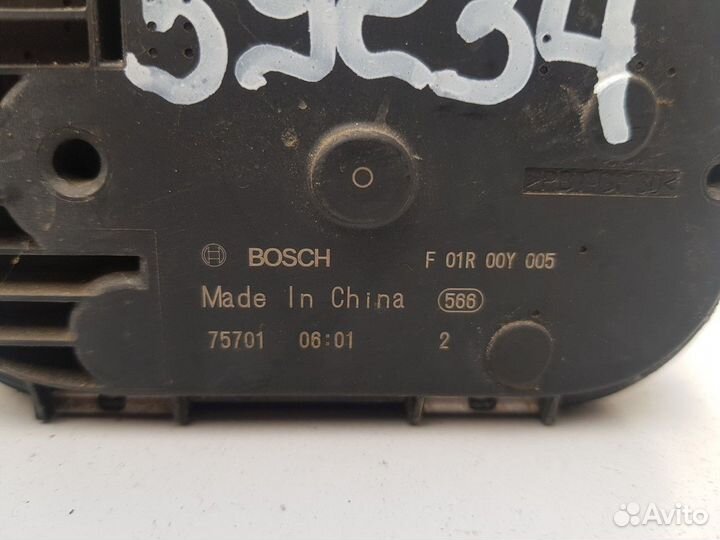 59234
BOSCH F 01R 00Y 005
Made In China 566
75701 06:01 2
Avito